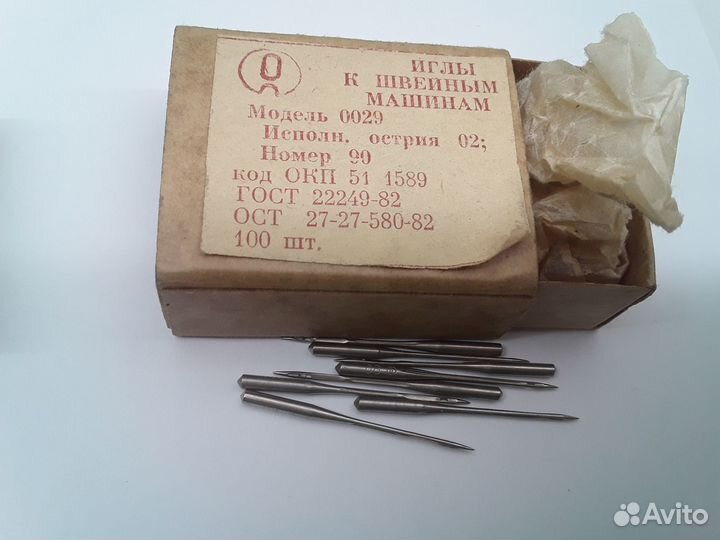 ИГЛЫ
К ШВЕЙНЫМ
МАШИНАМ
Модель 0029
Исполн. острия 02;
Номер 90
код ОКП 51 1589
ГОСТ 22249-82
ОСТ 27-27-580-82
100 шт.
Avito